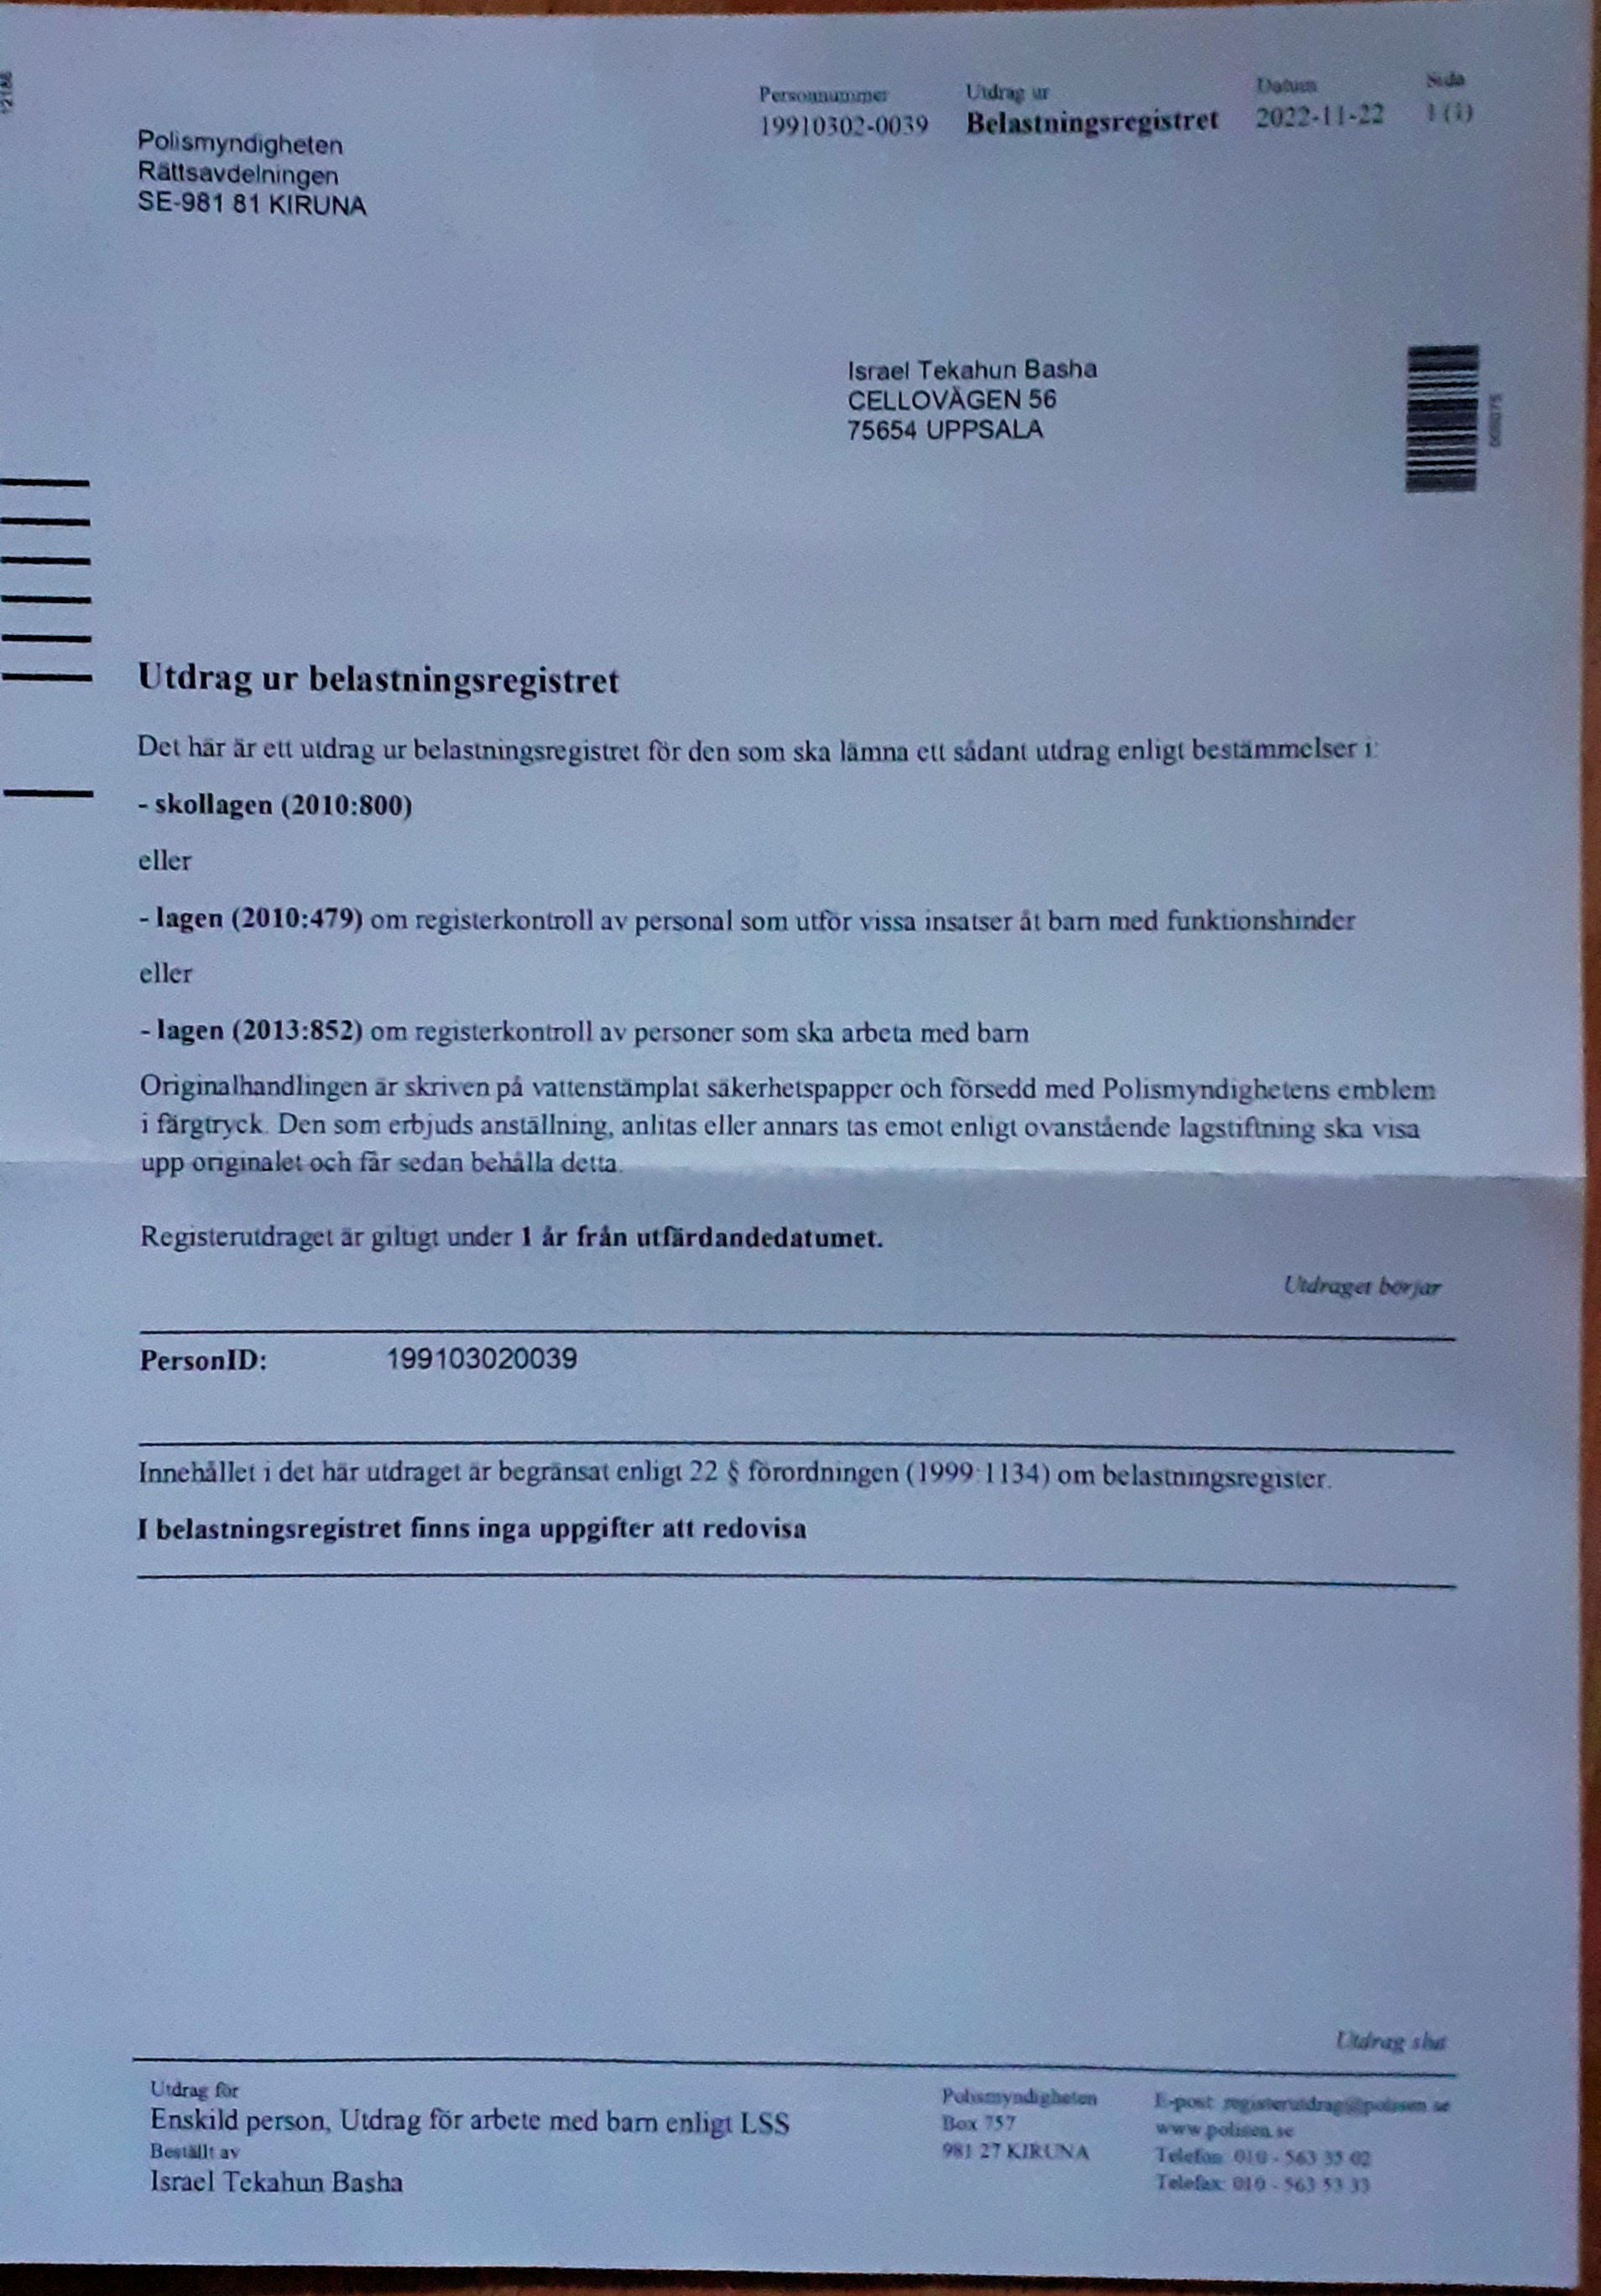 Personnummer
19910302-0039
Utdrag ur
Belastningsregistret
Datum
2022-11-22
Sida
1 (1)
Polismyndigheten
Rättsavdelningen
SE-981 81 KIRUNA
Israel Tekahun Basha
CELLOVÄGEN 56
75654 UPPSALA
Utdrag ur belastningsregistret
Det här är ett utdrag ur belastningsregistret för den som ska lämna ett sådant utdrag enligt bestämmelser i:
- skollagen (2010:800)
eller
- lagen (2010:479) om registerkontroll av personal som utför vissa insatser åt barn med funktionshinder
eller
- lagen (2013:852) om registerkontroll av personer som ska arbeta med barn
Originalhandlingen är skriven på vattenstämplat säkerhetspapper och försedd med Polismyndighetens emblem
i färgtryck. Den som erbjuds anställning, anlitas eller annars tas emot enligt ovanstående lagstiftning ska visa
upp originalet och får sedan behålla detta.
Registerutdraget är giltigt under 1 år från utfärdandedatumet.
Utdraget börjar
PersonID: 199103020039
Innehållet i det här utdraget är begränsat enligt 22 § förordningen (1999:1134) om belastningsregister.
I belastningsregistret finns inga uppgifter att redovisa
Utdrag slut
Utdrag för
Enskild person, Utdrag för arbete med barn enligt LSS
Beställt av
Israel Tekahun Basha
Polismyndigheten
Box 757
981 27 KIRUNA
E-post: registerutdrag@polisen.se
www.polisen.se
Telefon: 010 - 563 35 02
Telefax: 010 - 563 53 33